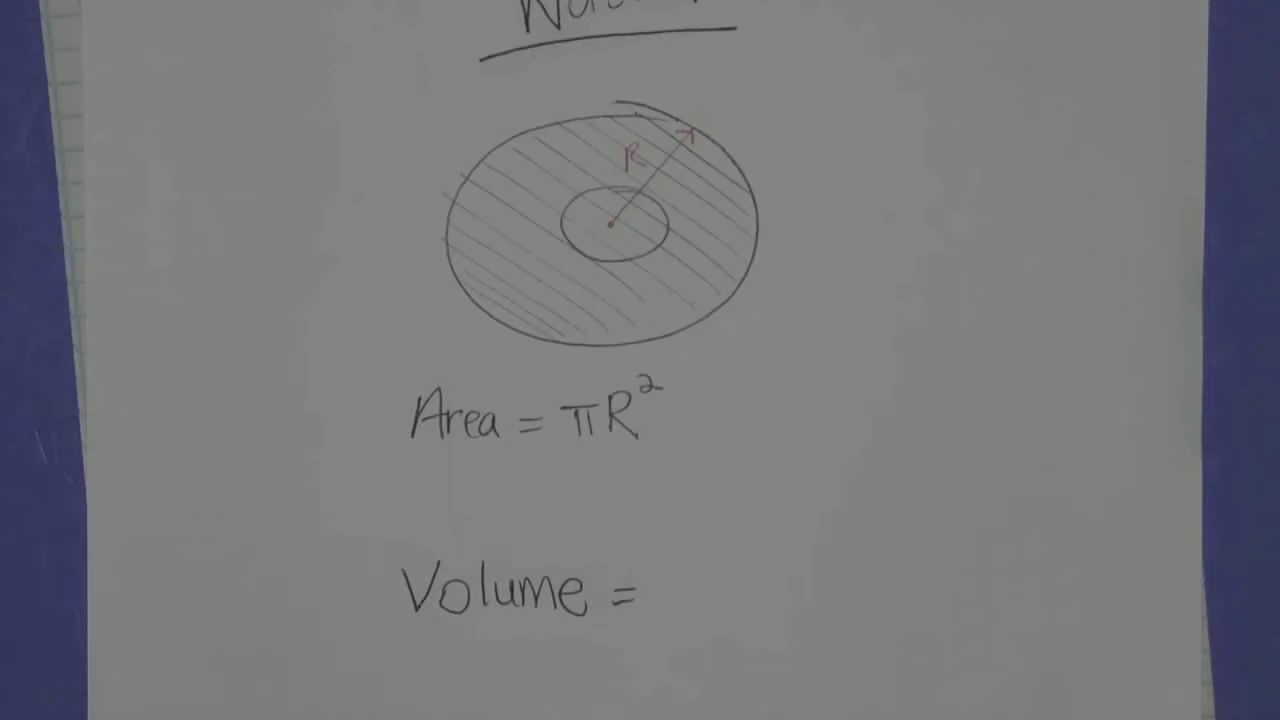 R
Area = πR²
Volume =